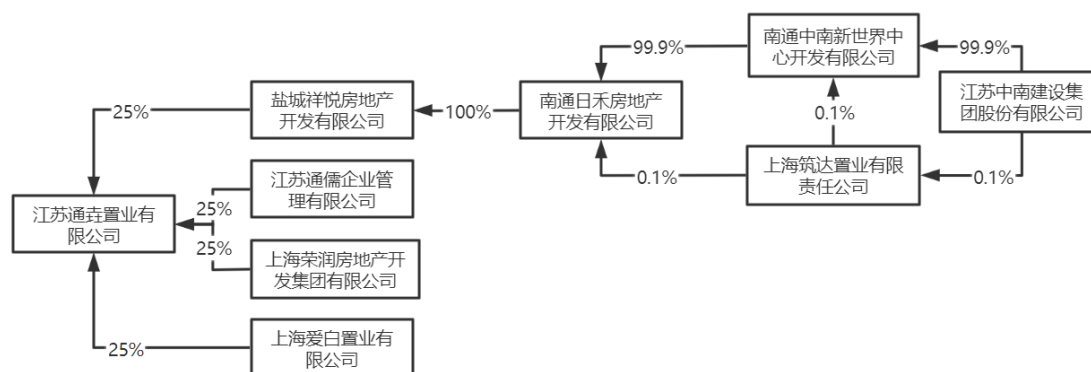 南通中南新世界中
心开发有限公司
99.9%
99.9%
盐城祥悦房地产
开发有限公司
南通日禾房地产
开发有限公司
江苏中南建设集
团股份有限公司
25%
100%
0.1%
江苏通儒企业管
理有限公司
上海筑达置业有限
责任公司
0.1%
0.1%
江苏通垚置业有
限公司
25%
25%
上海荣润房地产开
发集团有限公司
上海爱白置业有
限公司
25%